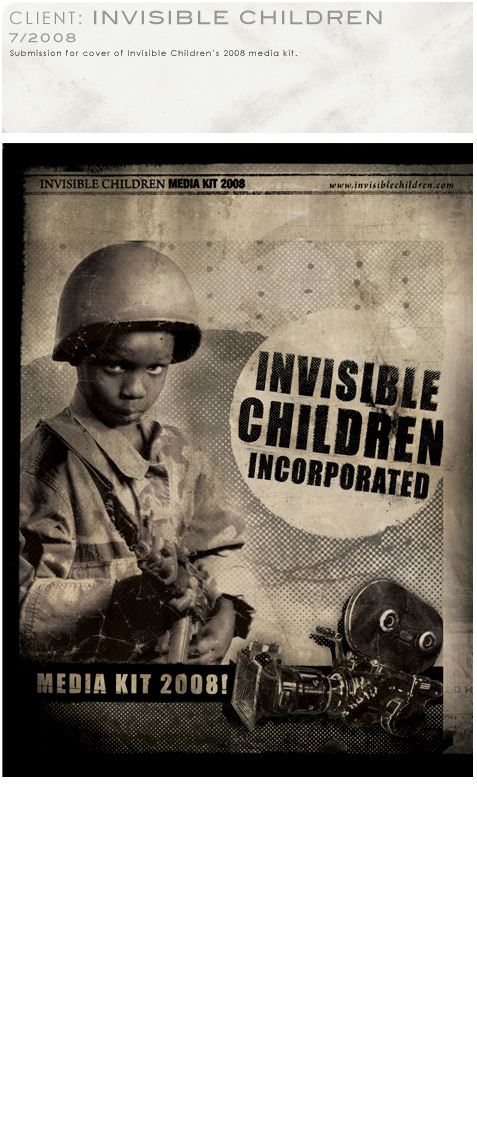 CLIENT: INVISIBLE CHILDREN
7/2008
Submission for cover of Invisible Children's 2008 media kit.
INVISIBLE CHILDREN MEDIA KIT 2008
www.invisiblechildren.com
INVISIBLE
CHILDREN
INCORPORATED
MEDIA KIT 2008!